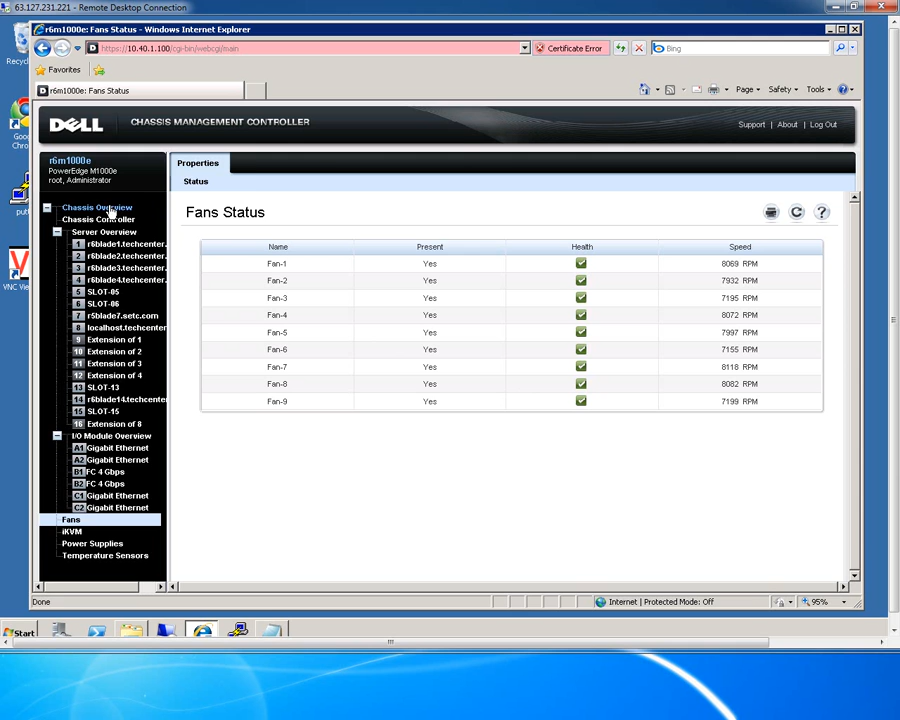 63.127.231.221 - Remote Desktop Connection
r6m1000e: Fans Status - Windows Internet Explorer
https://10.40.1.100/cgi-bin/webcgi/main
Certificate Error
Bing
Favorites
r6m1000e: Fans Status
Page
Safety
Tools
DELL
CHASSIS MANAGEMENT CONTROLLER
Support | About | Log Out
r6m1000e
PowerEdge M1000e
root, Administrator
Properties
Status
Chassis Overview
Chassis Controller
Server Overview
1 r6blade1.techcenter.
2 r6blade2.techcenter.
3 r6blade3.techcenter.
4 r6blade4.techcenter.
5 SLOT-05
6 SLOT-06
7 r5blade7.setc.com
8 localhost.techcenter
9 Extension of 1
10 Extension of 2
11 Extension of 3
12 Extension of 4
13 SLOT-13
14 r6blade14.techcente
15 SLOT-15
16 Extension of 8
I/O Module Overview
A1 Gigabit Ethernet
A2 Gigabit Ethernet
B1 FC 4 Gbps
B2 FC 4 Gbps
C1 Gigabit Ethernet
C2 Gigabit Ethernet
Fans
iKVM
Power Supplies
Temperature Sensors
Fans Status
Name Present Health Speed
Fan-1 Yes 8069 RPM
Fan-2 Yes 7932 RPM
Fan-3 Yes 7195 RPM
Fan-4 Yes 8072 RPM
Fan-5 Yes 7997 RPM
Fan-6 Yes 7155 RPM
Fan-7 Yes 8118 RPM
Fan-8 Yes 8082 RPM
Fan-9 Yes 7199 RPM
Recyc
Goo
Chro
put
VNC Vie
Done
Internet | Protected Mode: Off
95%
Start